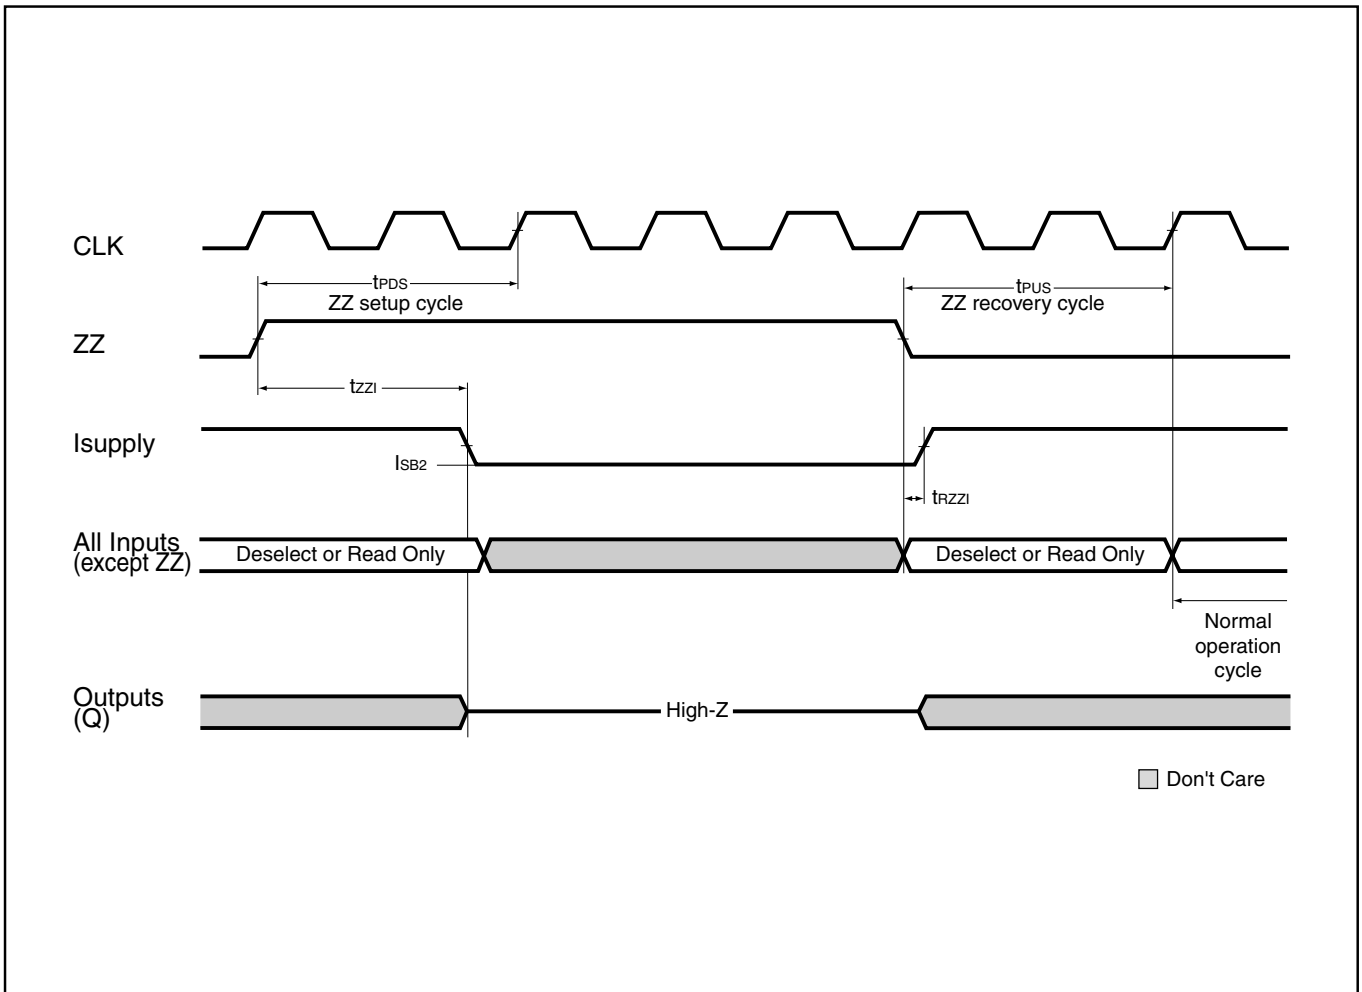 CLK
tPDS
ZZ setup cycle
tPUS
ZZ recovery cycle
ZZ
tZZI
Isupply
ISB2
tRZZI
All Inputs
(except ZZ)
Deselect or Read Only
Deselect or Read Only
Normal
operation
cycle
Outputs
(Q)
High-Z
Don't Care